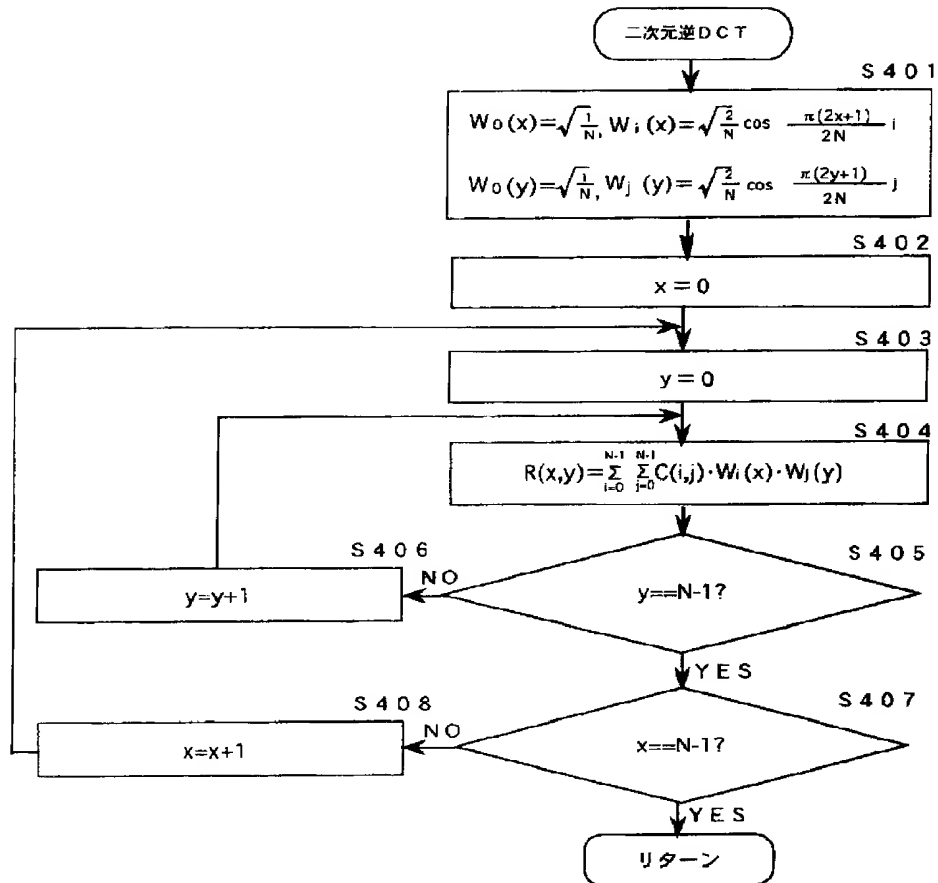 二次元逆DCT
S401
W₀(x)=√(1/N), Wᵢ(x)=√(2/N) cos π(2x+1)/2N i
W₀(y)=√(1/N), Wⱼ(y)=√(2/N) cos π(2y+1)/2N j
S402
x=0
S403
y=0
S404
R(x,y)=Σ[i=0, N-1] Σ[j=0, N-1] C(i,j)・Wᵢ(x)・Wⱼ(y)
S405
y==N-1?
NO
S406
y=y+1
YES
S407
x==N-1?
NO
S408
x=x+1
YES
リターン